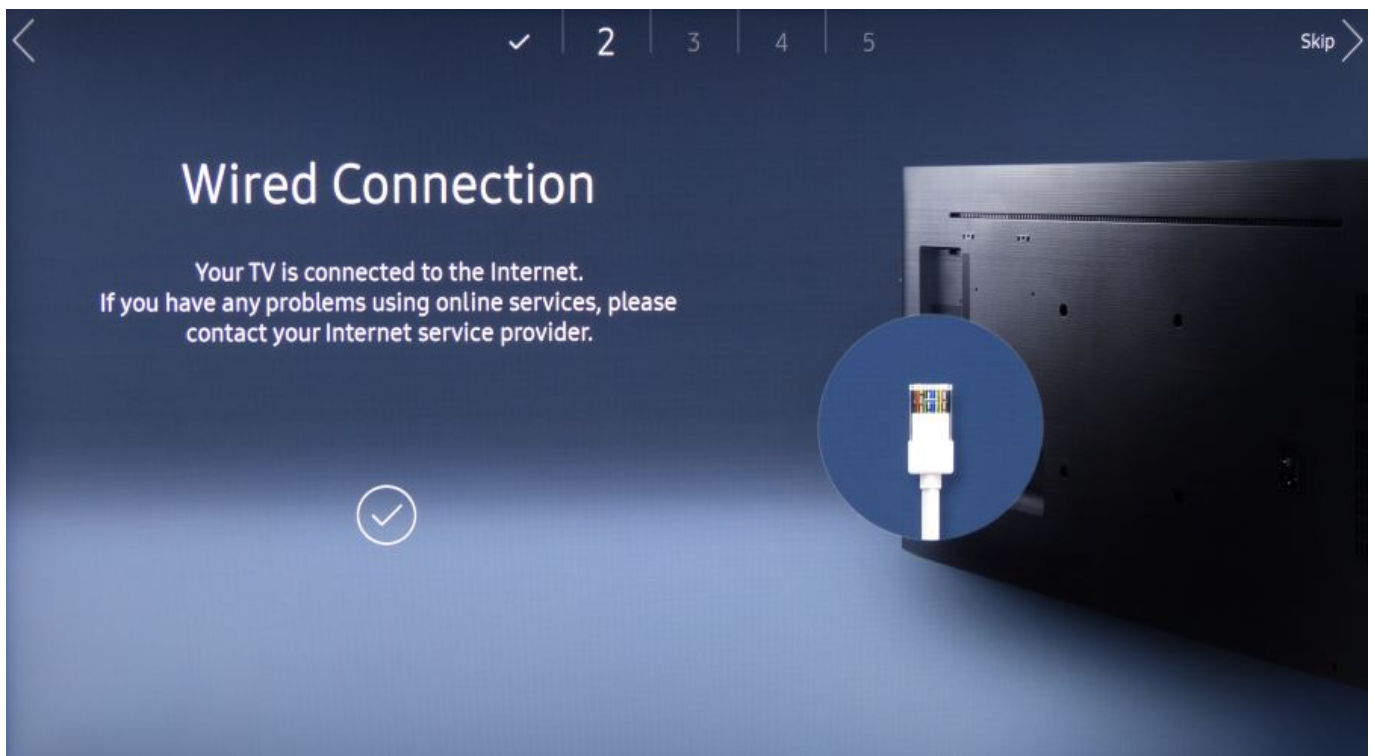 2 3 4 5
Skip
Wired Connection
Your TV is connected to the Internet.
If you have any problems using online services, please
contact your Internet service provider.